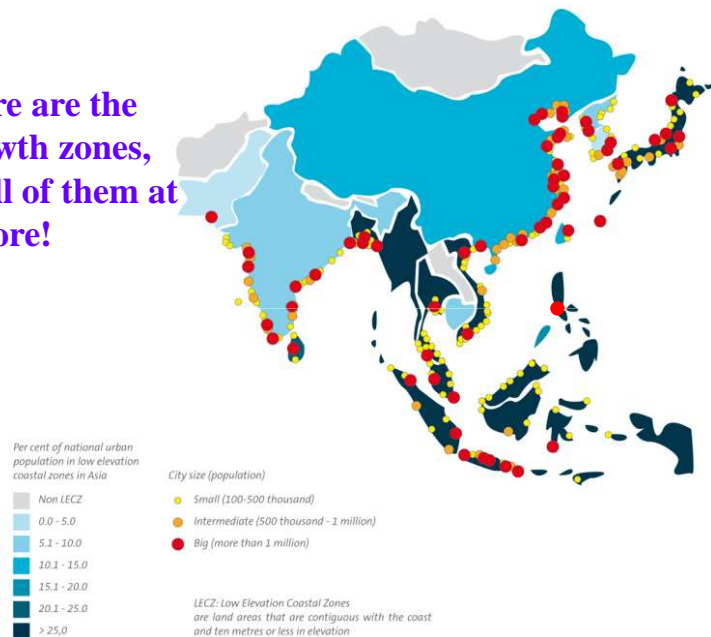 re are the
wth zones,
ll of them at
ore!
Per cent of national urban
population in low elevation
coastal zones in Asia
Non LECZ
0.0 - 5.0
5.1 - 10.0
10.1 - 15.0
15.1 - 20.0
20.1 - 25.0
> 25,0
City size (population)
Small (100-500 thousand)
Intermediate (500 thousand - 1 million)
Big (more than 1 million)
LECZ: Low Elevation Coastal Zones
are land areas that are contiguous with the coast
and ten metres or less in elevation